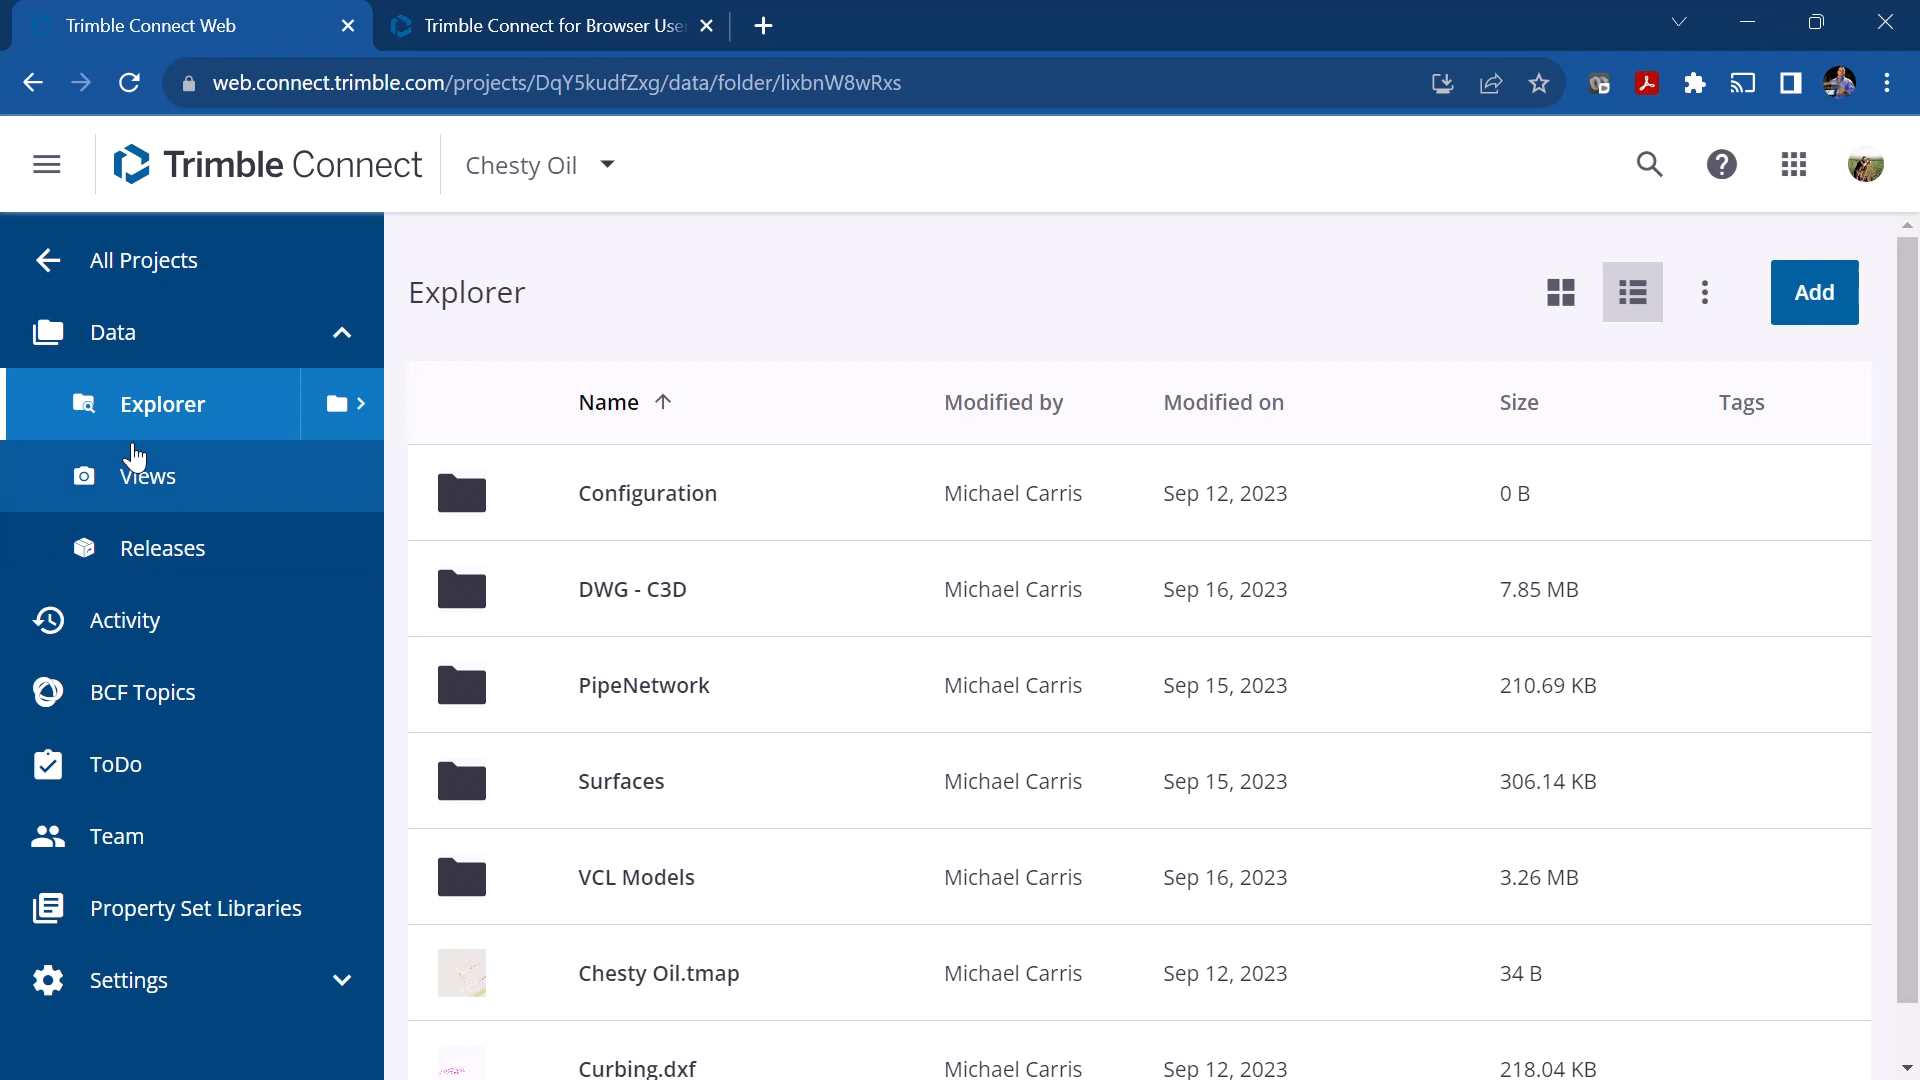 Trimble Connect Web
Trimble Connect for Browser Use
web.connect.trimble.com/projects/DqY5kudfZxg/data/folder/lixbnW8wRxs
Trimble Connect
Chesty Oil
All Projects
Data
Explorer
Views
Releases
Activity
BCF Topics
ToDo
Team
Property Set Libraries
Settings
Explorer
Add
Name Modified by Modified on Size Tags
Configuration Michael Carris Sep 12, 2023 0 B
DWG - C3D Michael Carris Sep 16, 2023 7.85 MB
PipeNetwork Michael Carris Sep 15, 2023 210.69 KB
Surfaces Michael Carris Sep 15, 2023 306.14 KB
VCL Models Michael Carris Sep 16, 2023 3.26 MB
Chesty Oil.tmap Michael Carris Sep 12, 2023 34 B
Curbing.dxf Michael Carris Sep 12, 2023 218.04 KB